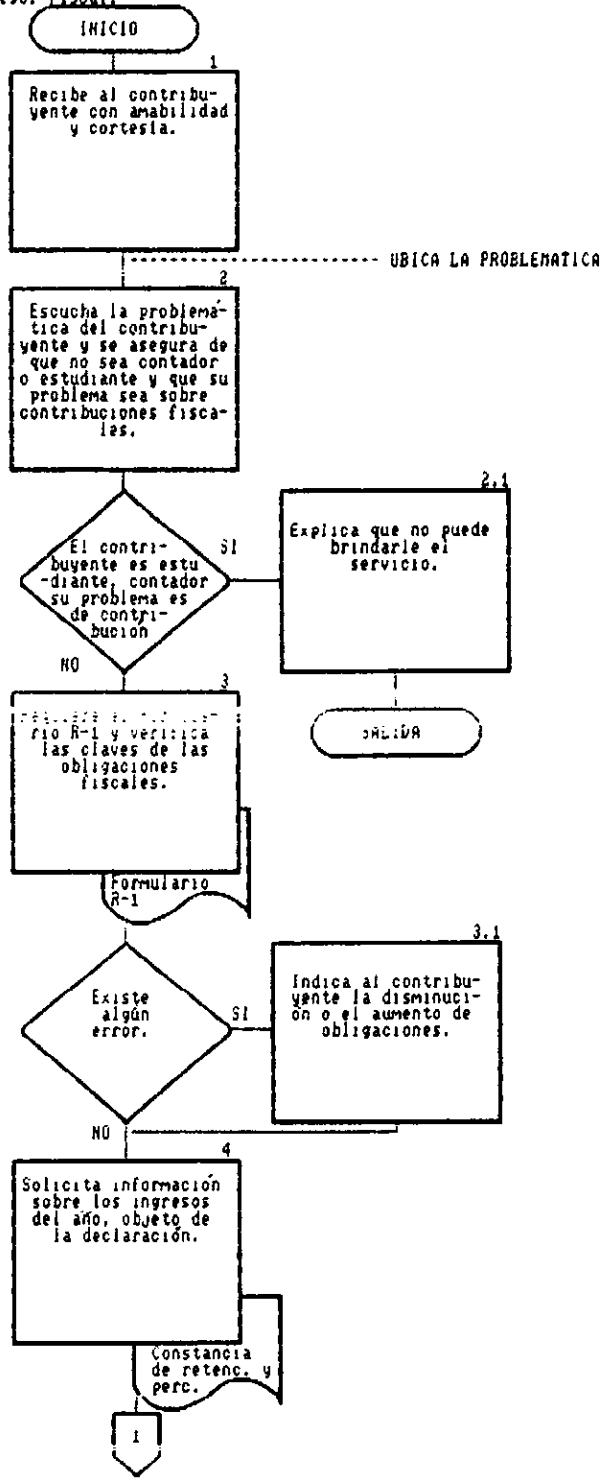 INICIO
1
Recibe al contribu-
yente con amabilidad
y cortesía.
UBICA LA PROBLEMATICA
2
Escucha la problemá-
tica del contribu-
yente y se asegura de
que no sea contador
o estudiante y que su
problema sea sobre
contribuciones fisca-
les.
El contri-
buyente es estu
-diante, contador
su problema es
de contri-
bución
SI
NO
2.1
Explica que no puede
brindarle el
servicio.
SALIDA
3
rio R-1 y verifica
las claves de las
obligaciones
fiscales.
Formulario
R-1
Existe
algún
error.
SI
NO
3.1
Indica al contribu-
yente la disminuci-
ón o el aumento de
obligaciones.
4
Solicita información
sobre los ingresos
del año, objeto de
la declaración.
Constancia
de retenc. y
perc.
1